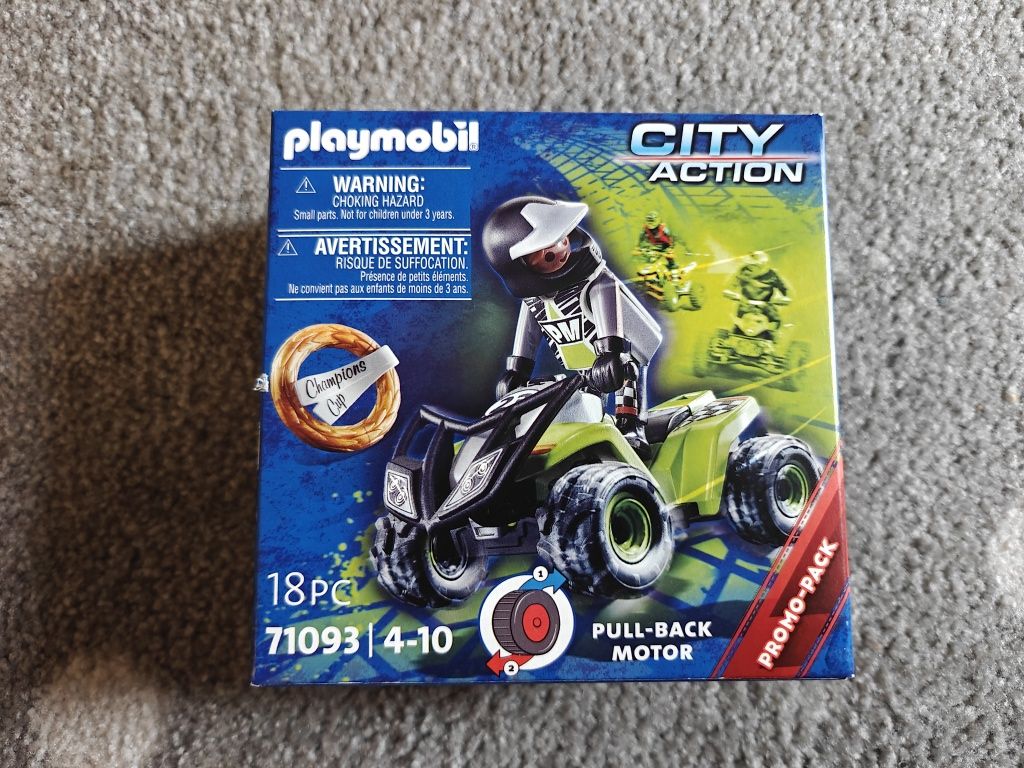 playmobil®
CITY
ACTION
WARNING:
CHOKING HAZARD
Small parts. Not for children under 3 years.
AVERTISSEMENT:
RISQUE DE SUFFOCATION.
Présence de petits éléments.
Ne convient pas aux enfants de moins de 3 ans.
Champions
Cup
PM
18PC
71093 | 4-10
1
2
PULL-BACK
MOTOR
PROMO-PACK